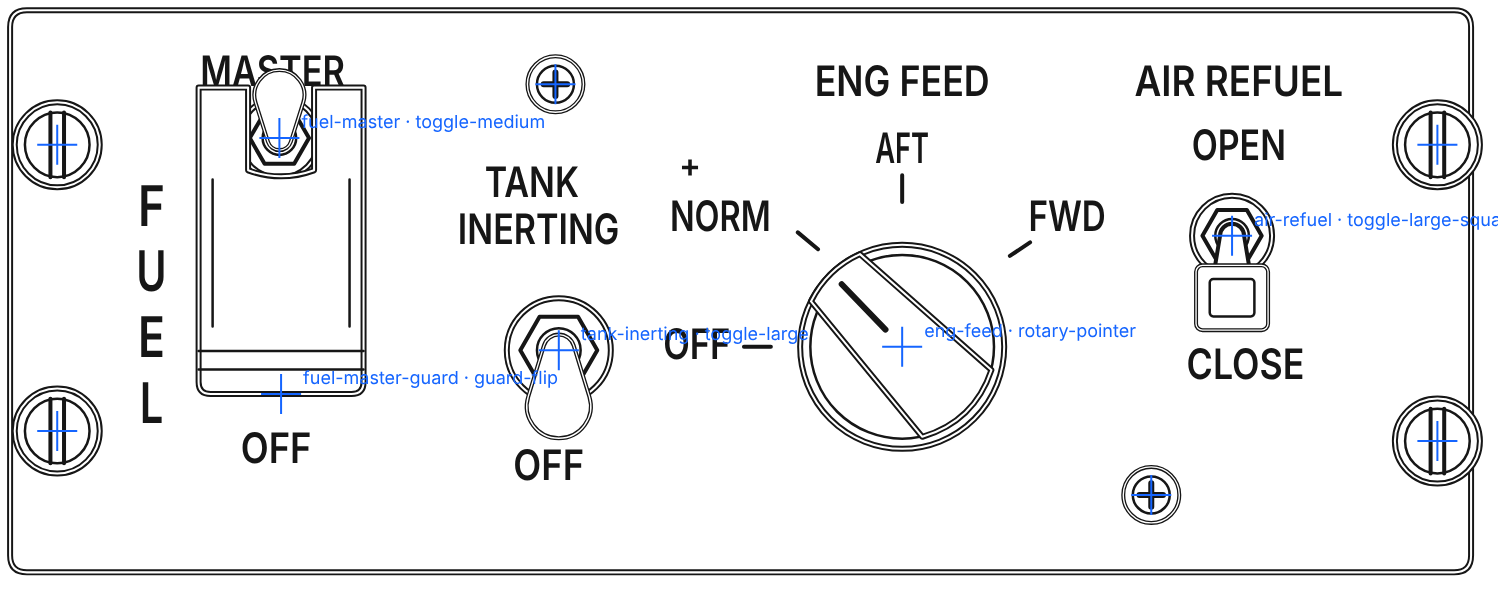 MASTER
ENG FEED
AIR REFUEL
fuel-master · toggle-medium
AFT
OPEN
+
TANK
INERTING
NORM
FWD
air-refuel · toggle-large-squa
FUEL
tank-inerting · toggle-large
OFF
eng-feed · rotary-pointer
CLOSE
fuel-master-guard · guard-flip
OFF
OFF